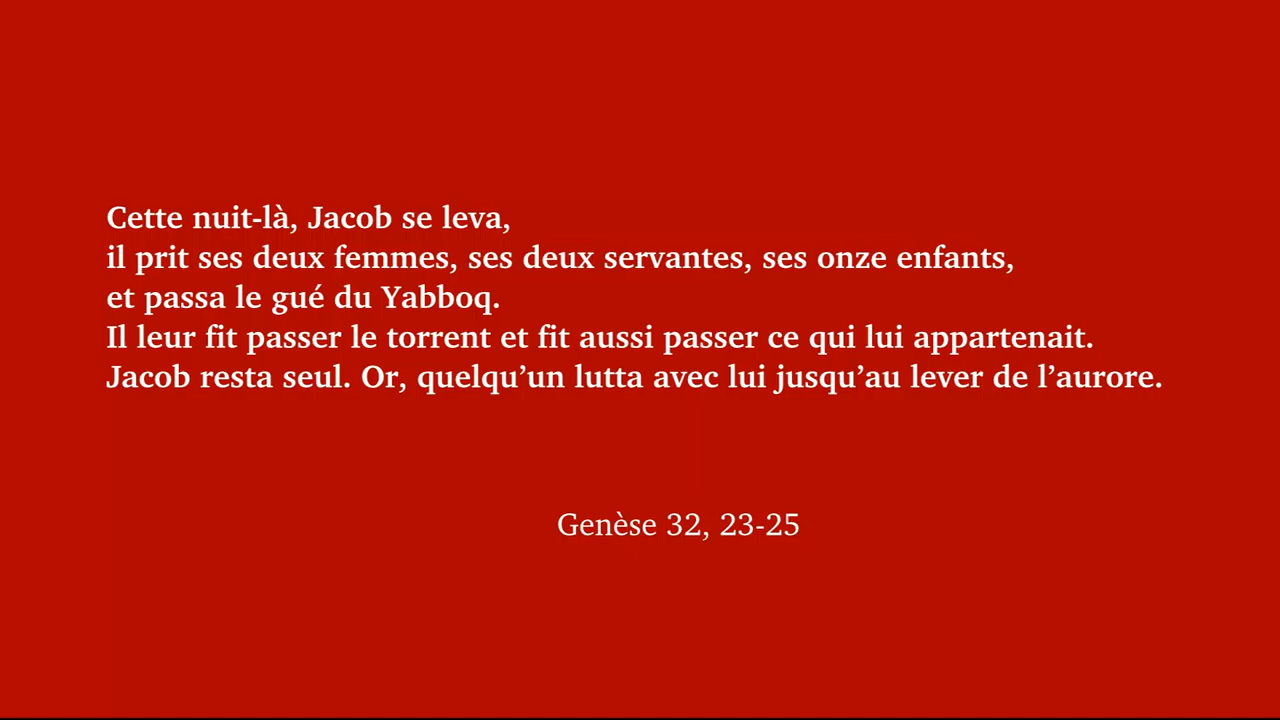 Cette nuit-là, Jacob se leva,
il prit ses deux femmes, ses deux servantes, ses onze enfants,
et passa le gué du Yabboq.
Il leur fit passer le torrent et fit aussi passer ce qui lui appartenait.
Jacob resta seul. Or, quelqu’un lutta avec lui jusqu’au lever de l’aurore.
Genèse 32, 23-25